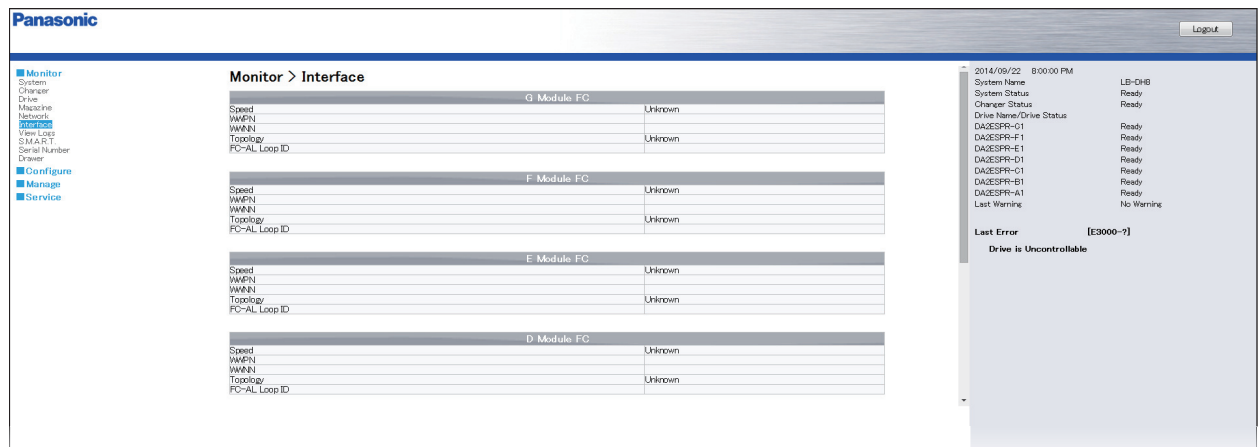 Panasonic
Logout
Monitor
System
Changer
Drive
Magazine
Network
Interface
View Logs
S.M.A.R.T.
Serial Number
Drawer
Configure
Manage
Service
Monitor > Interface
G Module FC
Speed Unknown
WWPN
WWNN
Topology Unknown
FC-AL Loop ID
F Module FC
Speed Unknown
WWPN
WWNN
Topology Unknown
FC-AL Loop ID
E Module FC
Speed Unknown
WWPN
WWNN
Topology Unknown
FC-AL Loop ID
D Module FC
Speed Unknown
WWPN
WWNN
Topology Unknown
FC-AL Loop ID
2014/09/22 8:00:00 PM
System Name LB-DH8
System Status Ready
Changer Status Ready
Drive Name/Drive Status
DA2ESPR-G1 Ready
DA2ESPR-F1 Ready
DA2ESPR-E1 Ready
DA2ESPR-D1 Ready
DA2ESPR-C1 Ready
DA2ESPR-B1 Ready
DA2ESPR-A1 Ready
Last Warning No Warning
Last Error [E3000-?]
Drive is Uncontrollable